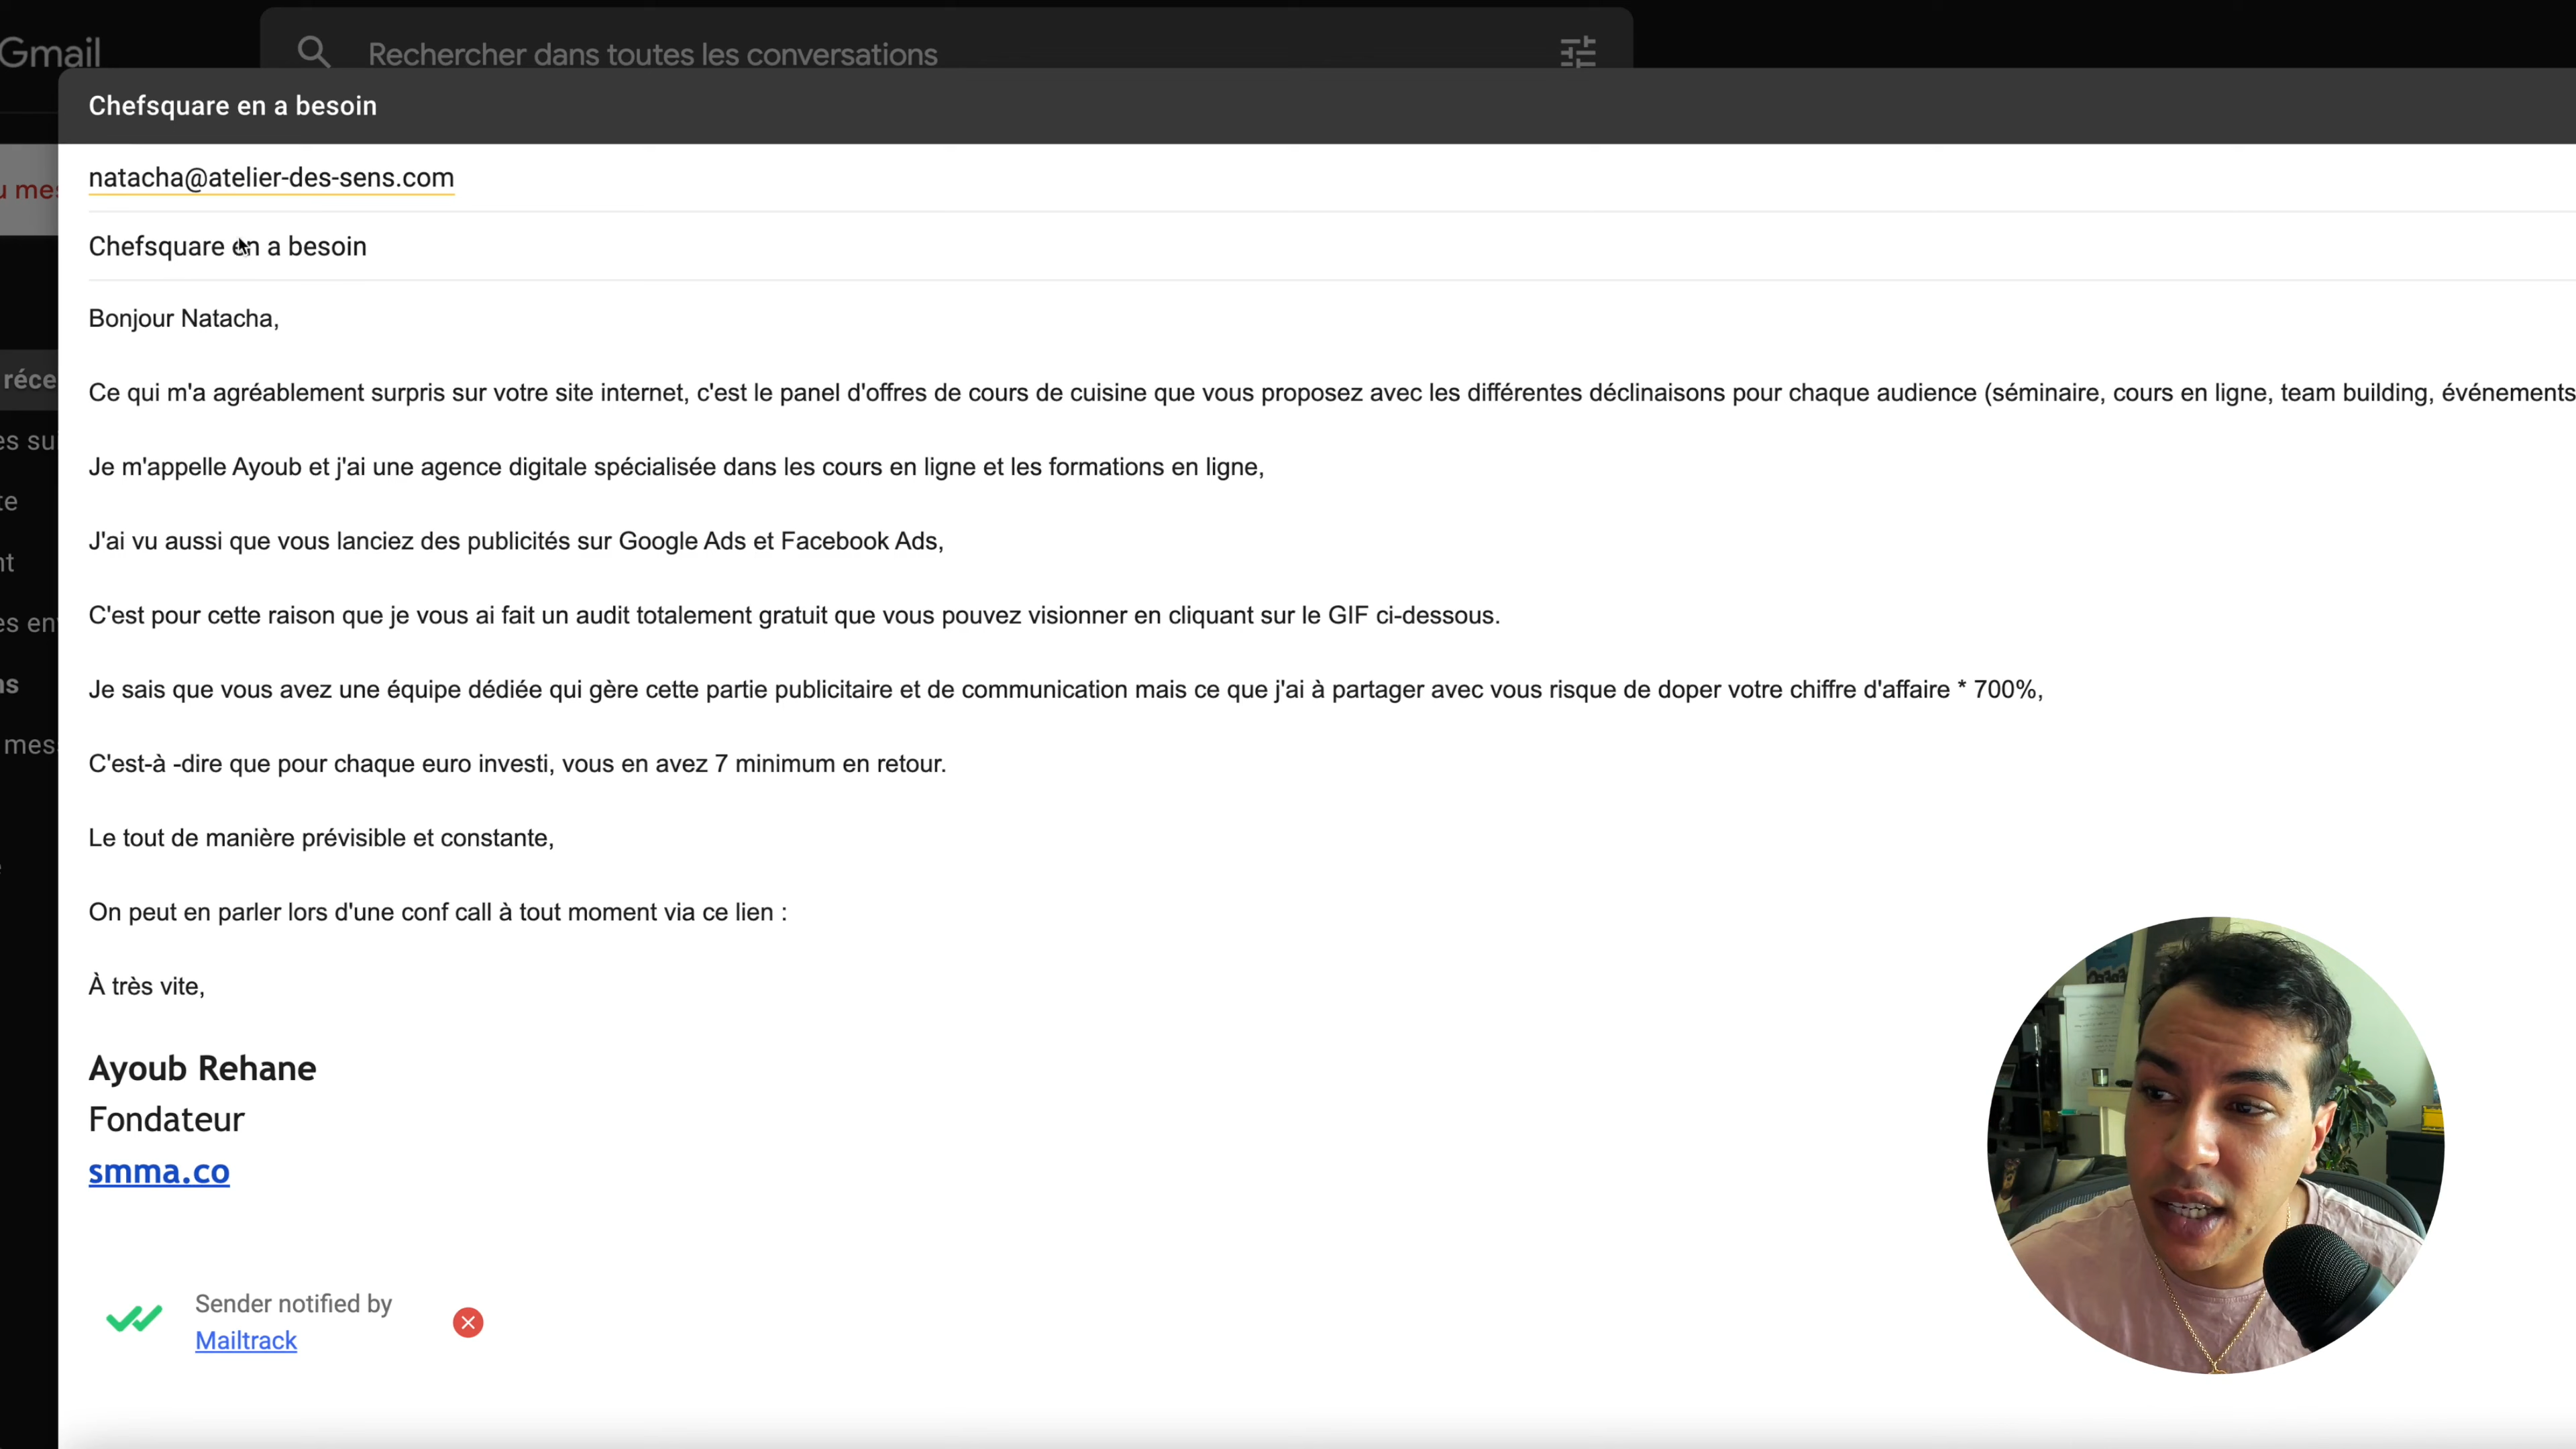 Gmail
Rechercher dans toutes les conversations
Chefsquare en a besoin
natacha@atelier-des-sens.com
Chefsquare en a besoin
Bonjour Natacha,
Ce qui m'a agréablement surpris sur votre site internet, c'est le panel d'offres de cours de cuisine que vous proposez avec les différentes déclinaisons pour chaque audience (séminaire, cours en ligne, team building, événements
Je m'appelle Ayoub et j'ai une agence digitale spécialisée dans les cours en ligne et les formations en ligne,
J'ai vu aussi que vous lanciez des publicités sur Google Ads et Facebook Ads,
C'est pour cette raison que je vous ai fait un audit totalement gratuit que vous pouvez visionner en cliquant sur le GIF ci-dessous.
Je sais que vous avez une équipe dédiée qui gère cette partie publicitaire et de communication mais ce que j'ai à partager avec vous risque de doper votre chiffre d'affaire * 700%,
C'est-à -dire que pour chaque euro investi, vous en avez 7 minimum en retour.
Le tout de manière prévisible et constante,
On peut en parler lors d'une conf call à tout moment via ce lien :
À très vite,
Ayoub Rehane
Fondateur
smma.co
Sender notified by
Mailtrack